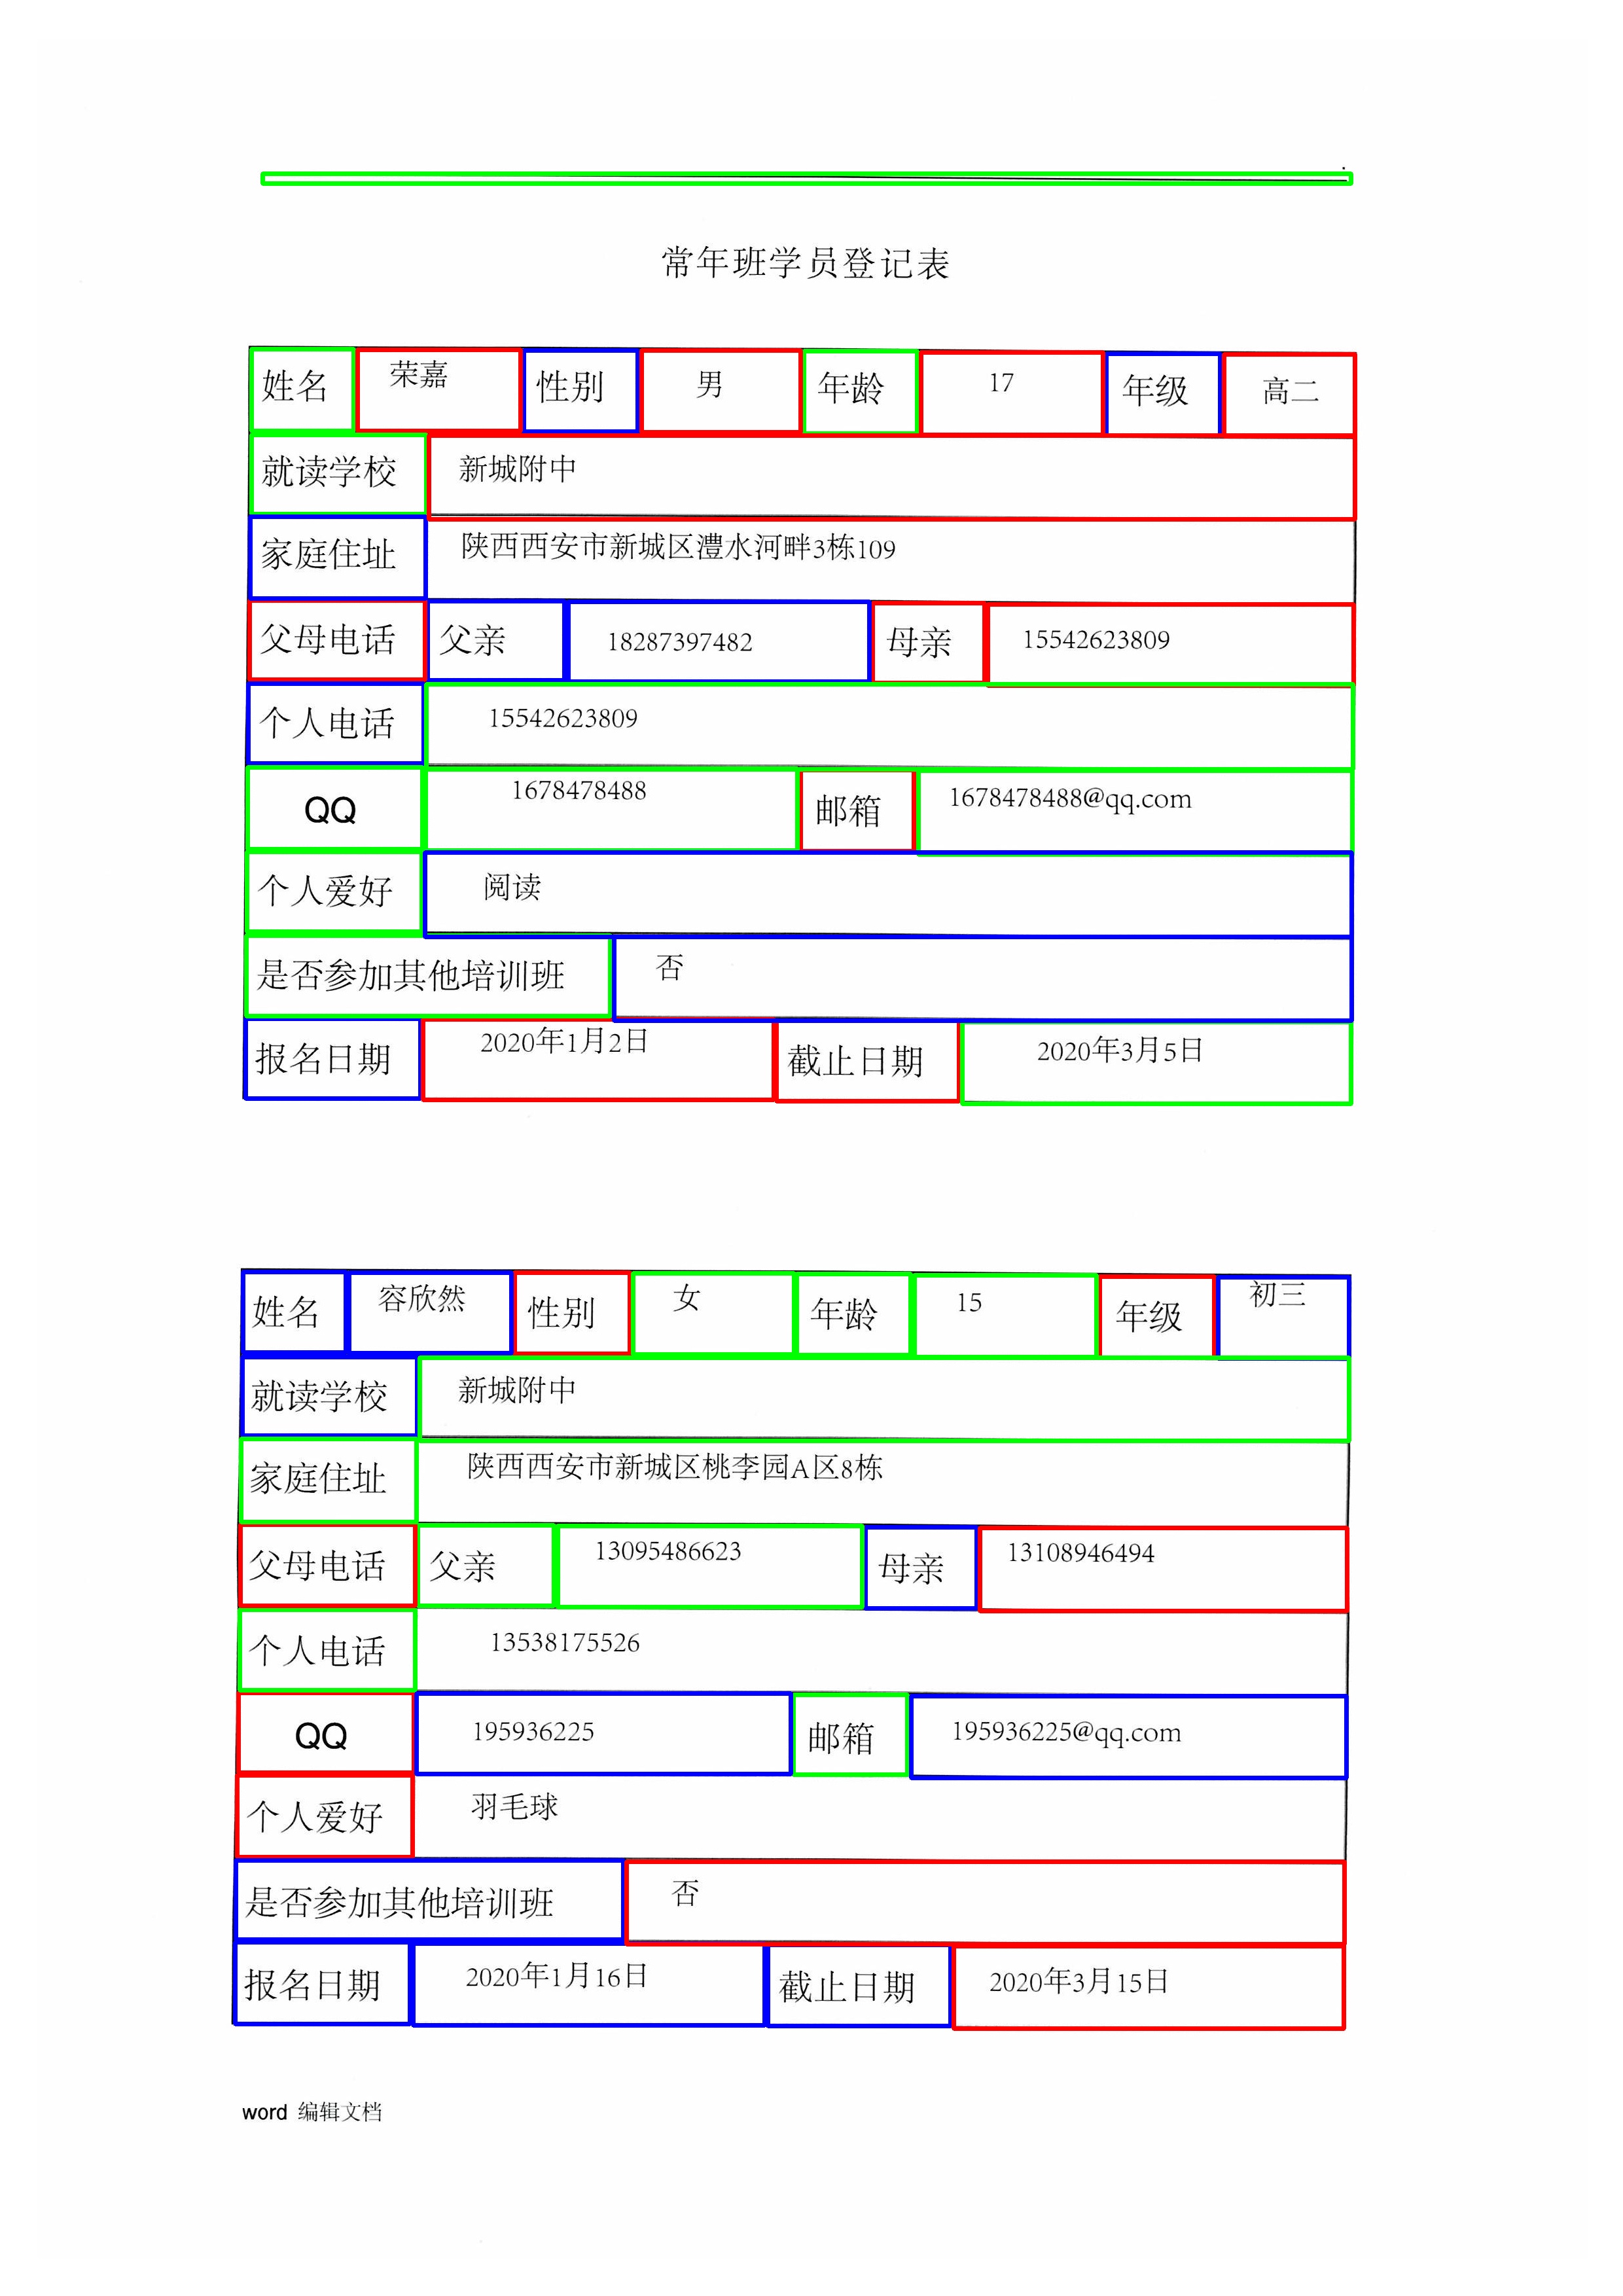 常年班学员登记表
姓名 荣嘉 性别 男 年龄 17 年级 高二
就读学校 新城附中
家庭住址 陕西西安市新城区澧水河畔3栋109
父母电话 父亲 18287397482 母亲 15542623809
个人电话 15542623809
QQ 1678478488 邮箱 1678478488@qq.com
个人爱好 阅读
是否参加其他培训班 否
报名日期 2020年1月2日 截止日期 2020年3月5日
姓名 容欣然 性别 女 年龄 15 年级 初三
就读学校 新城附中
家庭住址 陕西西安市新城区桃李园A区8栋
父母电话 父亲 13095486623 母亲 13108946494
个人电话 13538175526
QQ 195936225 邮箱 195936225@qq.com
个人爱好 羽毛球
是否参加其他培训班 否
报名日期 2020年1月16日 截止日期 2020年3月15日
word 编辑文档